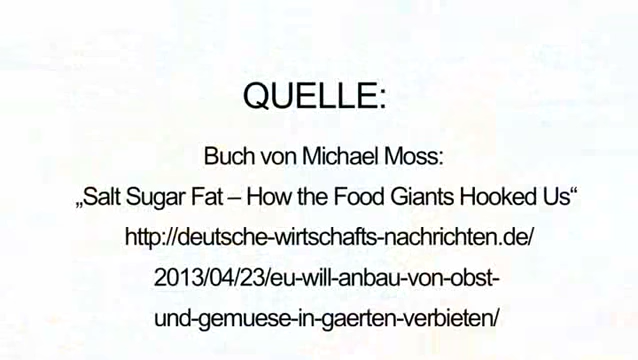 QUELLE:
Buch von Michael Moss:
„Salt Sugar Fat – How the Food Giants Hooked Us“
http://deutsche-wirtschafts-nachrichten.de/
2013/04/23/eu-will-anbau-von-obst-
und-gemuese-in-gaerten-verbieten/